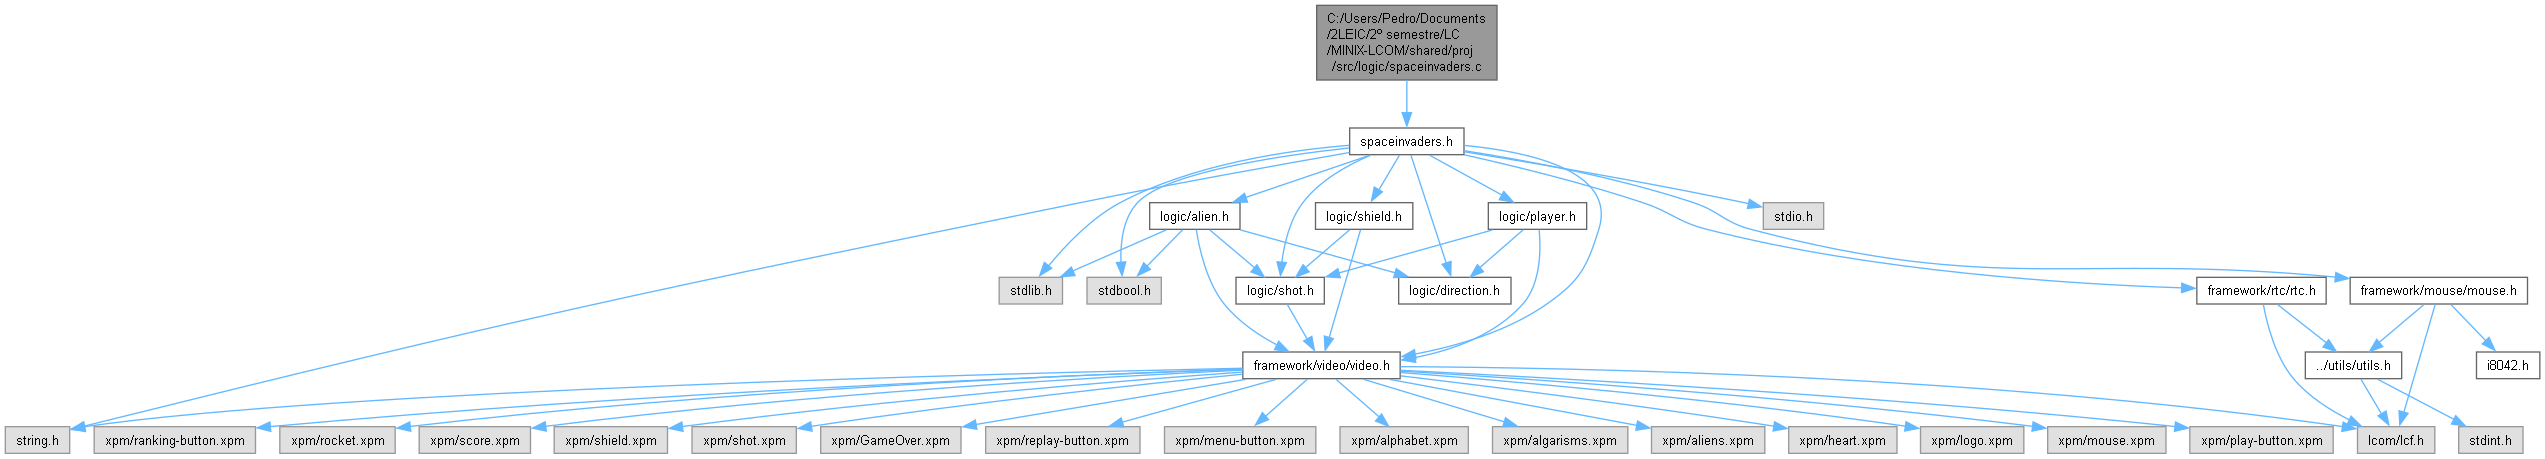 C:/Users/Pedro/Documents
/2LEIC/2º semestre/LC
/MINIX-LCOM/shared/proj
/src/logic/spaceinvaders.c
spaceinvaders.h
logic/alien.h
logic/shield.h
logic/player.h
stdio.h
stdlib.h
stdbool.h
logic/shot.h
logic/direction.h
framework/rtc/rtc.h
framework/mouse/mouse.h
framework/video/video.h
../utils/utils.h
i8042.h
string.h
xpm/ranking-button.xpm
xpm/rocket.xpm
xpm/score.xpm
xpm/shield.xpm
xpm/shot.xpm
xpm/GameOver.xpm
xpm/replay-button.xpm
xpm/menu-button.xpm
xpm/alphabet.xpm
xpm/algarisms.xpm
xpm/aliens.xpm
xpm/heart.xpm
xpm/logo.xpm
xpm/mouse.xpm
xpm/play-button.xpm
lcom/lcf.h
stdint.h